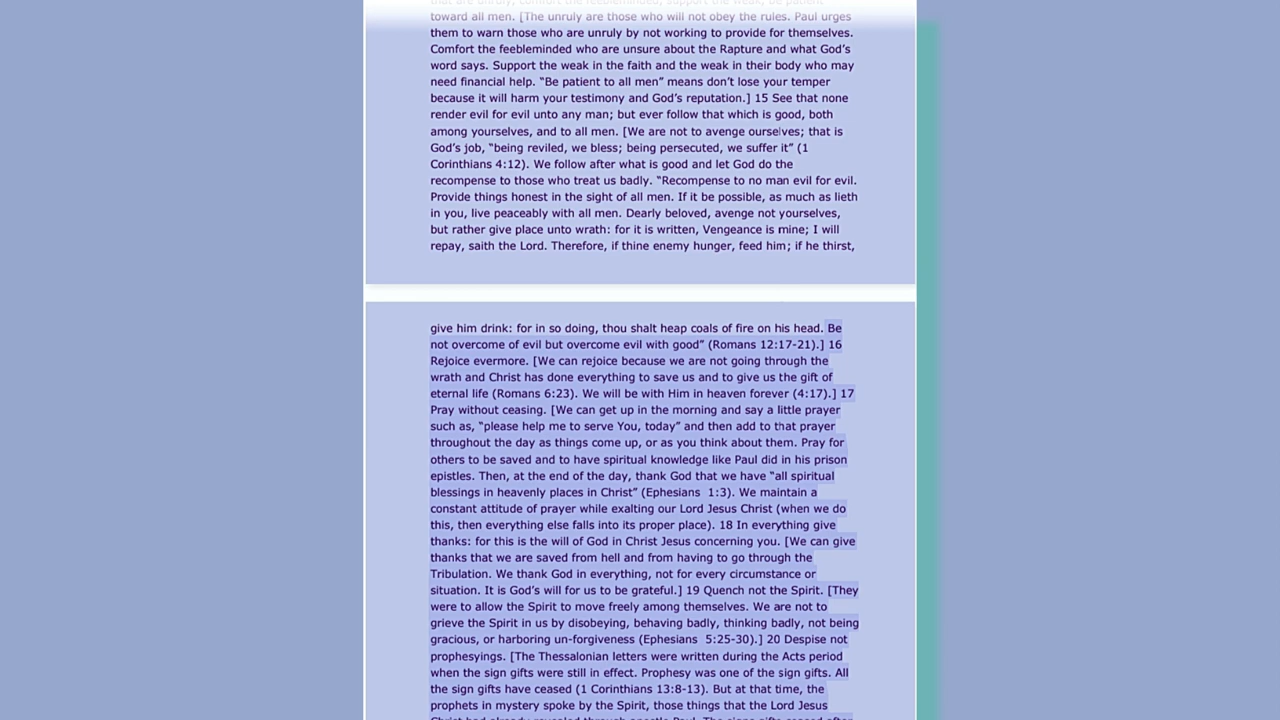 that are unruly, comfort the feebleminded, support the weak, be patient
toward all men. [The unruly are those who will not obey the rules. Paul urges
them to warn those who are unruly by not working to provide for themselves.
Comfort the feebleminded who are unsure about the Rapture and what God’s
word says. Support the weak in the faith and the weak in their body who may
need financial help. “Be patient to all men” means don’t lose your temper
because it will harm your testimony and God’s reputation.] 15 See that none
render evil for evil unto any man; but ever follow that which is good, both
among yourselves, and to all men. [We are not to avenge ourselves; that is
God’s job, “being reviled, we bless; being persecuted, we suffer it” (1
Corinthians 4:12). We follow after what is good and let God do the
recompense to those who treat us badly. “Recompense to no man evil for evil.
Provide things honest in the sight of all men. If it be possible, as much as lieth
in you, live peaceably with all men. Dearly beloved, avenge not yourselves,
but rather give place unto wrath: for it is written, Vengeance is mine; I will
repay, saith the Lord. Therefore, if thine enemy hunger, feed him; if he thirst,
give him drink: for in so doing, thou shalt heap coals of fire on his head. Be
not overcome of evil but overcome evil with good” (Romans 12:17-21).] 16
Rejoice evermore. [We can rejoice because we are not going through the
wrath and Christ has done everything to save us and to give us the gift of
eternal life (Romans 6:23). We will be with Him in heaven forever (4:17).] 17
Pray without ceasing. [We can get up in the morning and say a little prayer
such as, “please help me to serve You, today” and then add to that prayer
throughout the day as things come up, or as you think about them. Pray for
others to be saved and to have spiritual knowledge like Paul did in his prison
epistles. Then, at the end of the day, thank God that we have “all spiritual
blessings in heavenly places in Christ” (Ephesians 1:3). We maintain a
constant attitude of prayer while exalting our Lord Jesus Christ (when we do
this, then everything else falls into its proper place). 18 In everything give
thanks: for this is the will of God in Christ Jesus concerning you. [We can give
thanks that we are saved from hell and from having to go through the
Tribulation. We thank God in everything, not for every circumstance or
situation. It is God’s will for us to be grateful.] 19 Quench not the Spirit. [They
were to allow the Spirit to move freely among themselves. We are not to
grieve the Spirit in us by disobeying, behaving badly, thinking badly, not being
gracious, or harboring un-forgiveness (Ephesians 5:25-30).] 20 Despise not
prophesyings. [The Thessalonian letters were written during the Acts period
when the sign gifts were still in effect. Prophesy was one of the sign gifts. All
the sign gifts have ceased (1 Corinthians 13:8-13). But at that time, the
prophets in mystery spoke by the Spirit, those things that the Lord Jesus